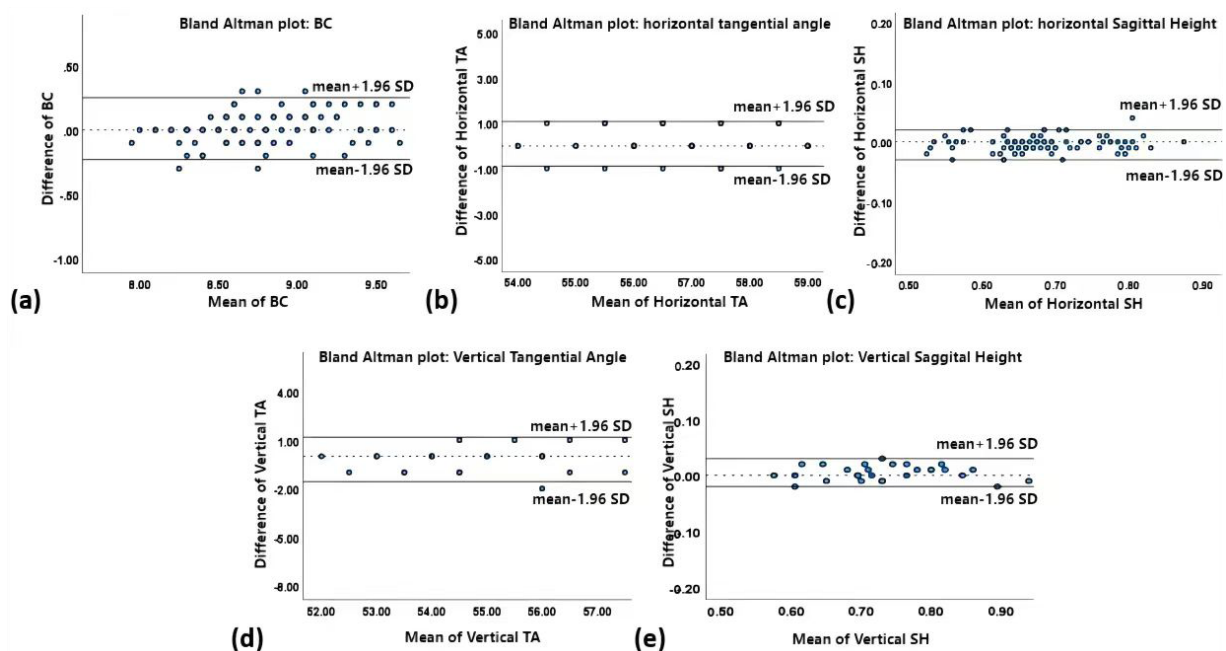 Bland Altman plot: BC
Difference of BC
.50
.00
-.50
-1.00
mean+1.96 SD
mean-1.96 SD
8.00 8.50 9.00 9.50
Mean of BC
(a)
Bland Altman plot: horizontal tangential angle
Difference of Horizontal TA
5.00
3.00
1.00
-1.00
-3.00
-5.00
mean+1.96 SD
mean-1.96 SD
54.00 55.00 56.00 57.00 58.00 59.00
Mean of Horizontal TA
(b)
Bland Altman plot: horizontal Sagittal Height
Difference of Horizontal SH
0.20
0.10
0.00
-0.10
-0.20
mean+1.96 SD
mean-1.96 SD
0.50 0.60 0.70 0.80 0.90
Mean of Horizontal SH
(c)
Bland Altman plot: Vertical Tangential Angle
Difference of Vertical TA
4.00
1.00
-2.00
-5.00
-8.00
mean+1.96 SD
mean-1.96 SD
52.00 53.00 54.00 55.00 56.00 57.00
Mean of Vertical TA
(d)
Bland Altman plot: Vertical Saggital Height
Difference of Vertical SH
0.20
0.10
0.00
-0.10
-0.20
mean+1.96 SD
mean-1.96 SD
0.50 0.60 0.70 0.80 0.90
Mean of Vertical SH
(e)